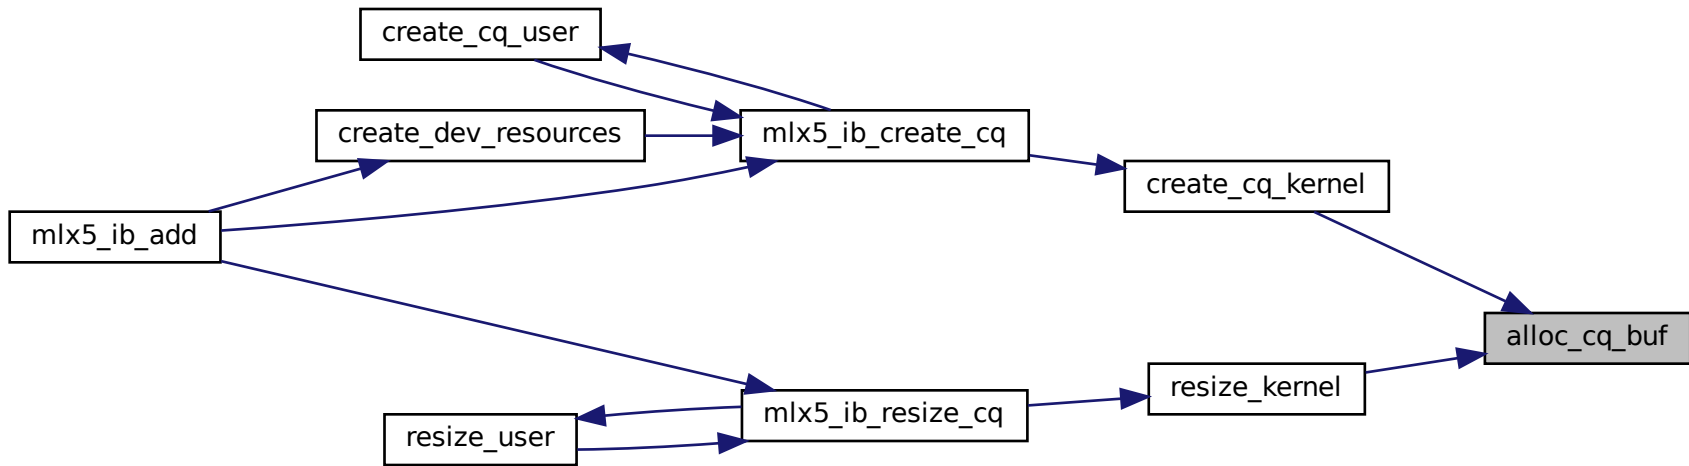 create_cq_user
create_dev_resources
mlx5_ib_create_cq
create_cq_kernel
mlx5_ib_add
alloc_cq_buf
resize_kernel
mlx5_ib_resize_cq
resize_user